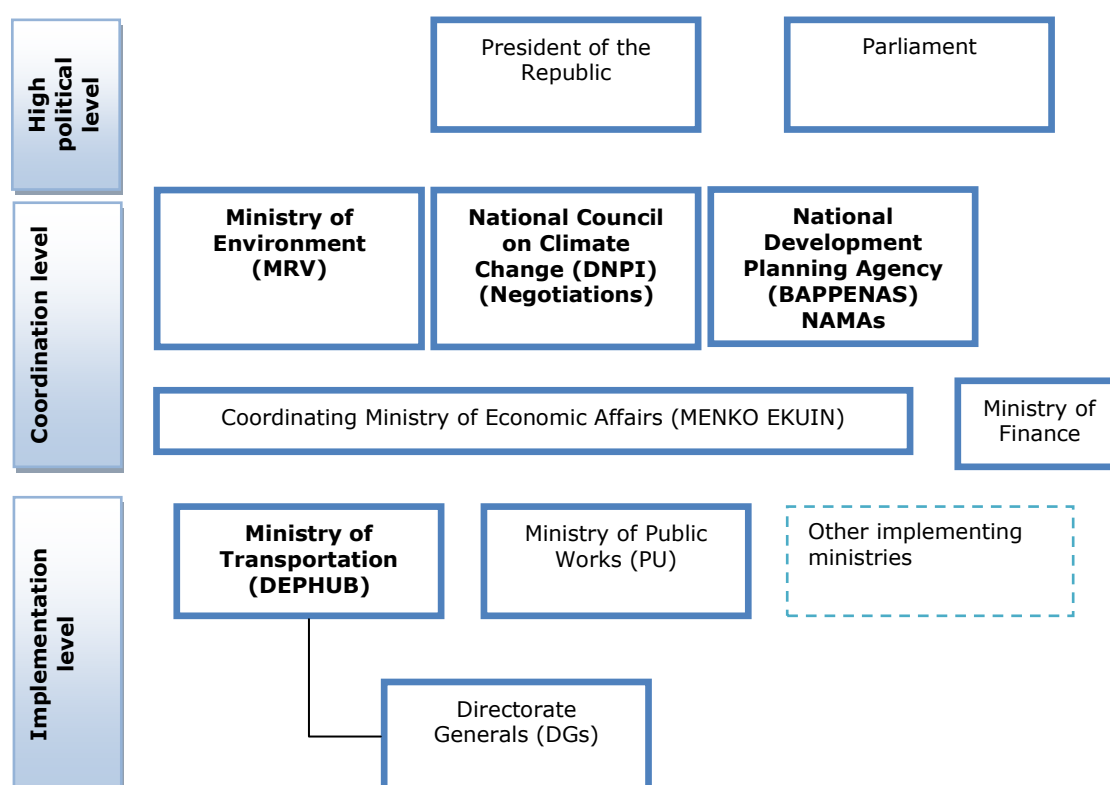 High
political
level
President of the
Republic
Parliament
Coordination level
Ministry of
Environment
(MRV)
National Council
on Climate
Change (DNPI)
(Negotiations)
National
Development
Planning Agency
(BAPPENAS)
NAMAs
Coordinating Ministry of Economic Affairs (MENKO EKUIN)
Ministry of
Finance
Implementation
level
Ministry of
Transportation
(DEPHUB)
Ministry of Public
Works (PU)
Other implementing
ministries
Directorate
Generals (DGs)